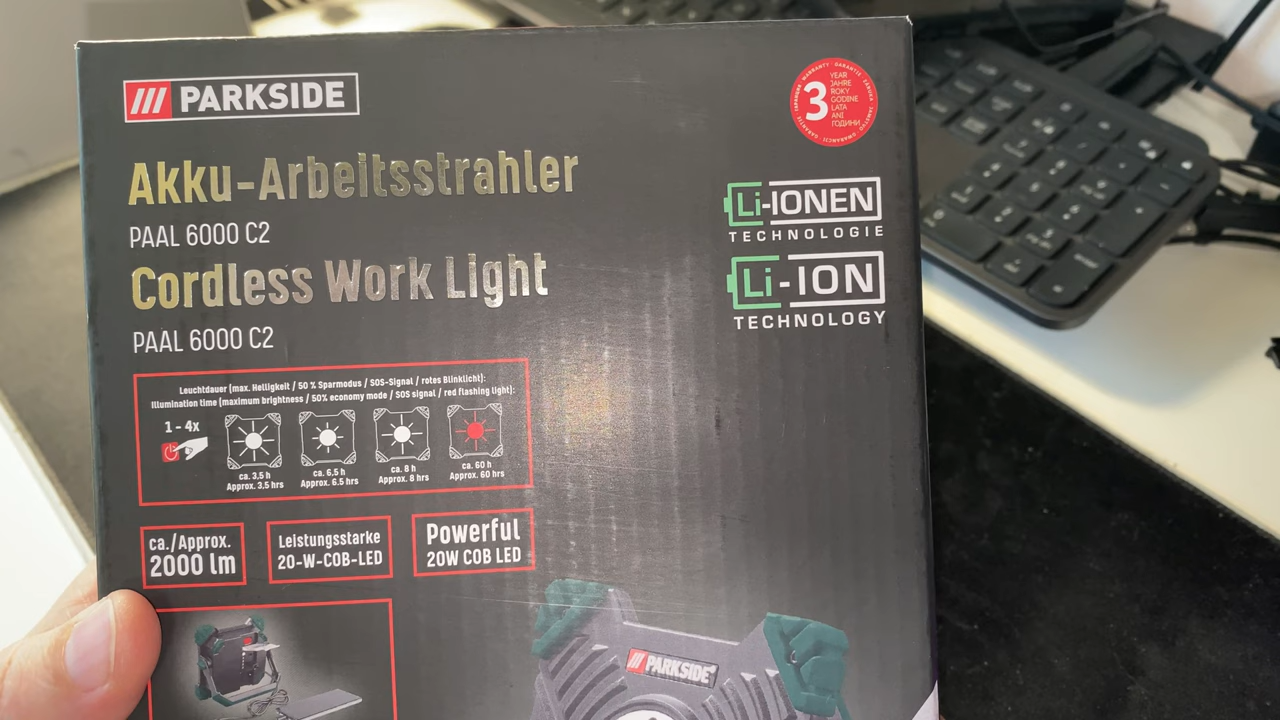 PARKSIDE
Akku-Arbeitsstrahler
PAAL 6000 C2
Cordless Work Light
PAAL 6000 C2
3
YEAR
JAHRE
ROKY
GODINE
LATA
ANI
ГОДИНИ
WARRANTY GARANTIE ZÁRUKA JAMSTVO GWARANCJI GARANȚIE
Li-IONEN
TECHNOLOGIE
Li-ION
TECHNOLOGY
Leuchtdauer (max. Helligkeit / 50 % Sparmodus / SOS-Signal / rotes Blinklicht):
Illumination time (maximum brightness / 50% economy mode / SOS signal / red flashing light):
1 - 4x
ca. 3,5 h
Approx. 3.5 hrs
ca. 6,5 h
Approx. 6.5 hrs
ca. 8 h
Approx. 8 hrs
ca. 60 h
Approx. 60 hrs
ca./Approx.
2000 lm
Leistungsstarke
20-W-COB-LED
Powerful
20W COB LED
PARKSIDE